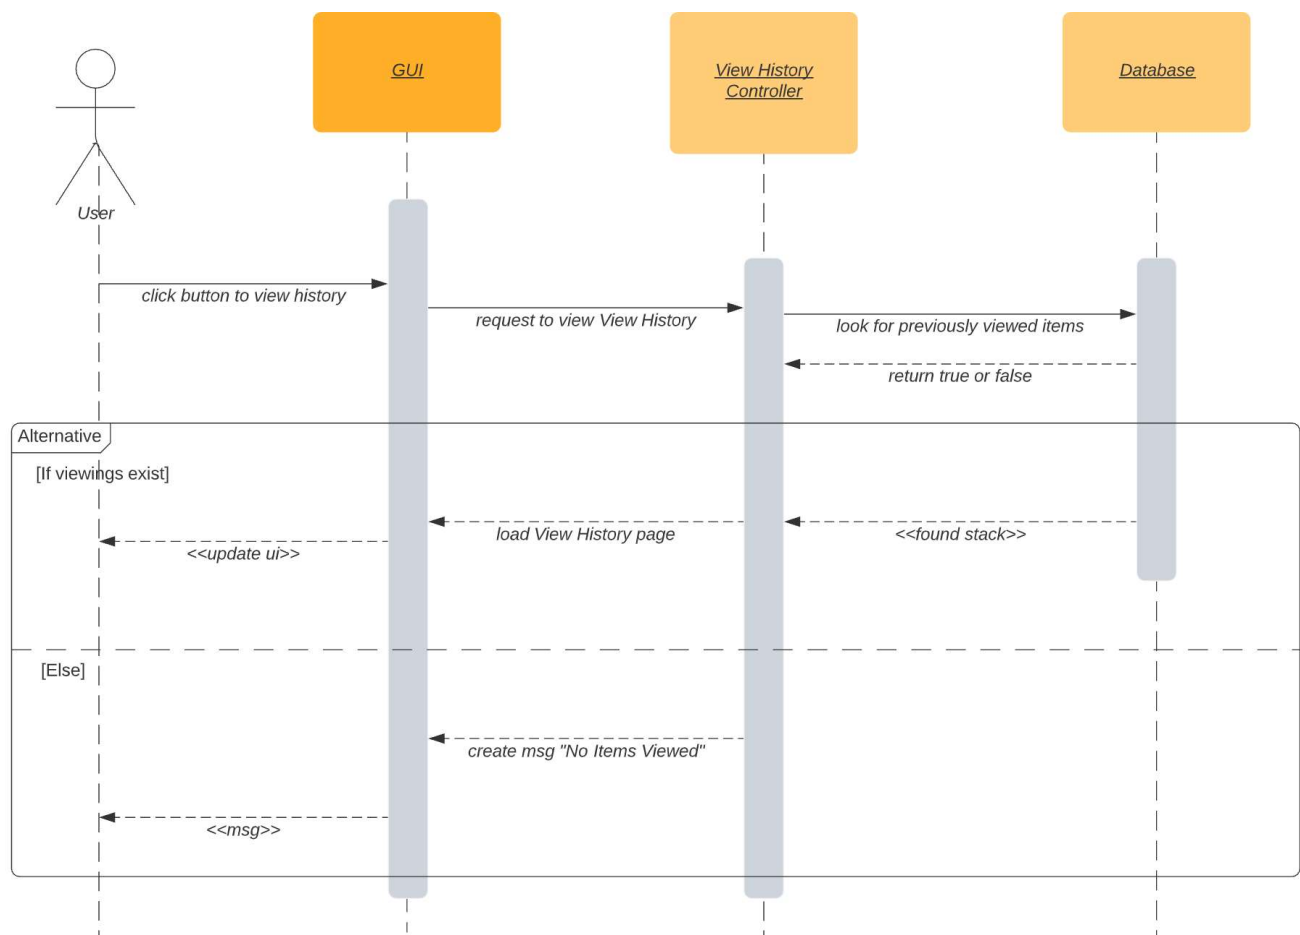 GUI
View History
Controller
Database
User
click button to view history
request to view View History
look for previously viewed items
return true or false
Alternative
[If viewings exist]
load View History page
<<found stack>>
<<update ui>>
[Else]
create msg "No Items Viewed"
<<msg>>